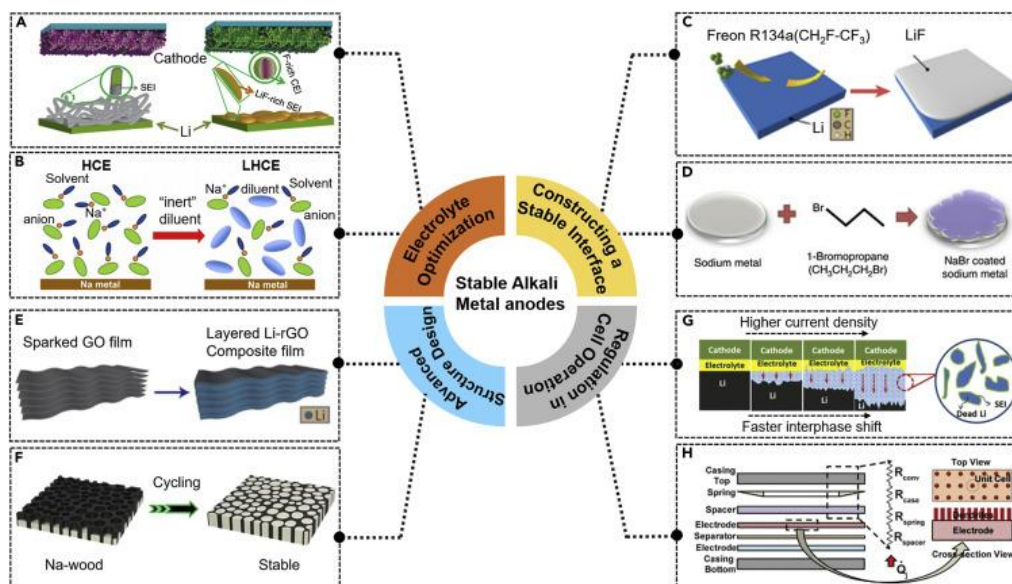 A
Cathode
SEI
F-rich CEI
LiF-rich SEI
Li
B
HCE
LHCE
Solvent
anion
Na⁺
"inert"
diluent
Na⁺
diluent
Solvent
anion
Na metal
Na metal
E
Sparked GO film
Layered Li-rGO
Composite film
Li
F
Cycling
Na-wood
Stable
Electrolyte
Optimization
Constructing a
Stable Interface
Stable Alkali
Metal anodes
Advanced
Structure Design
Regulation in
Cell Operation
C
Freon R134a(CH₂F-CF₃)
LiF
Li
F
C
H
D
Br
Sodium metal
1-Bromopropane
(CH₃CH₂CH₂Br)
NaBr coated
sodium metal
G
Higher current density
Cathode
Cathode
Cathode
Cathode
Electrolyte
Electrolyte
Electrolyte
Electrolyte
Li
Li
Li
Li
Faster interphase shift
SEI
Dead Li
H
Casing
Top
Spring
Spacer
Electrode
Separator
Electrode
Casing
Bottom
R_conv
R_case
R_spring
R_spacer
Q̇ᵢ
Top View
Unit Cell
Dendrites
Electrode
Cross-section View